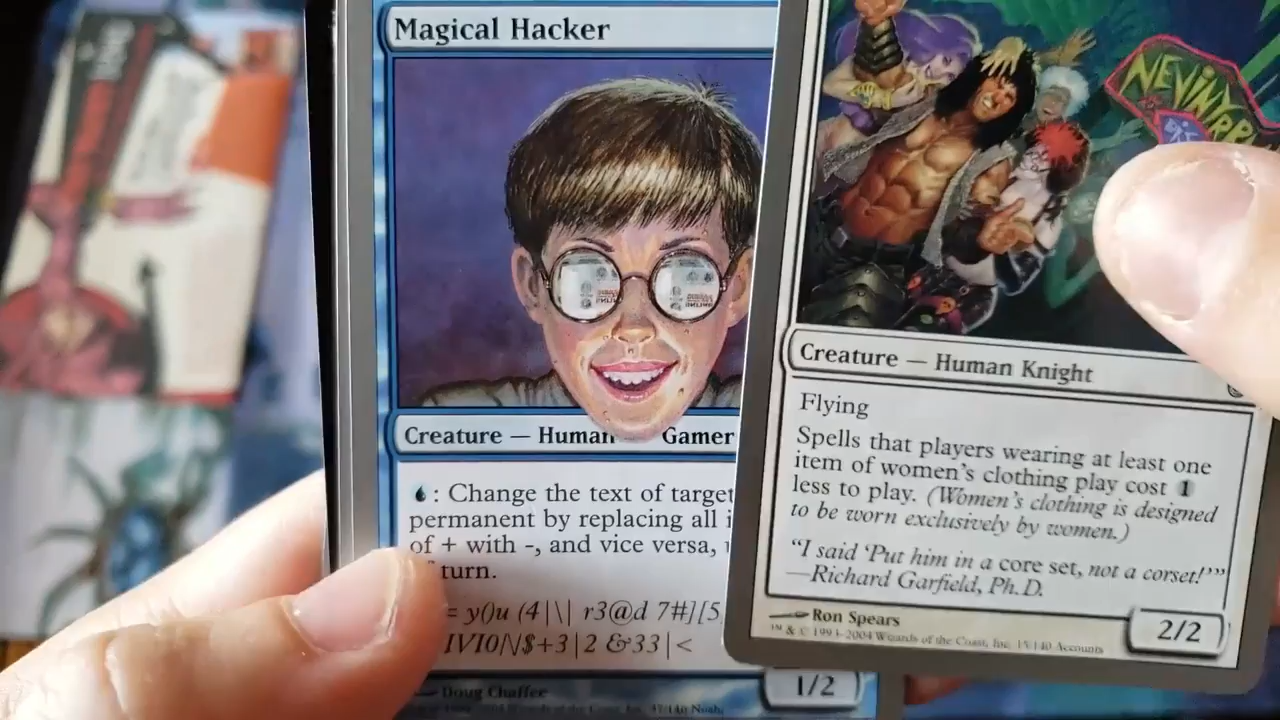 Magical Hacker
Creature — Human Gamer
: Change the text of target
permanent by replacing all
of + with -, and vice versa,
turn.
= y()u (4|\| r3@d 7#][5
IVI0/\/$+3|2 &33|<
Doug Chaffee
1/2
NEVINYRR
Creature — Human Knight
Flying
Spells that players wearing at least one
item of women's clothing play cost 1
less to play. (Women's clothing is designed
to be worn exclusively by women.)
"I said 'Put him in a core set, not a corset!'"
—Richard Garfield, Ph.D.
Ron Spears
™ & © 1993-2004 Wizards of the Coast, Inc. 15/140 Accounts
2/2